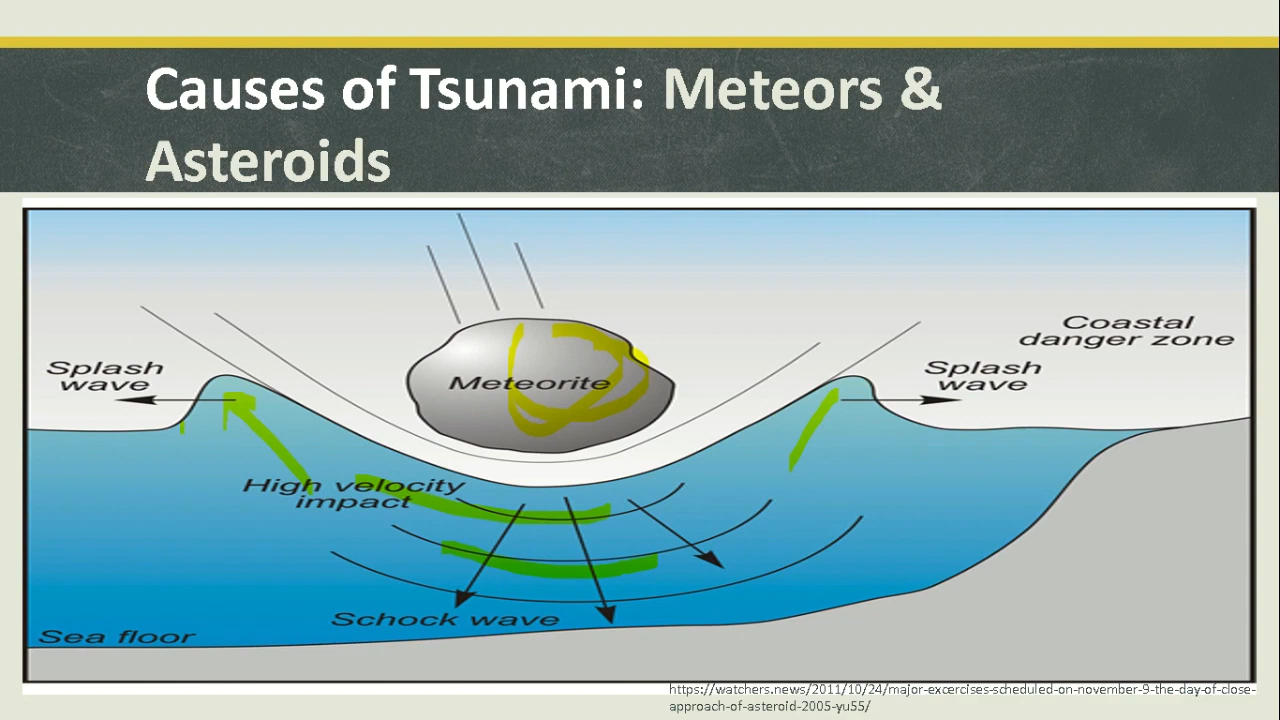 Causes of Tsunami: Meteors &
Asteroids
Coastal
danger zone
Splash
wave
Splash
wave
Meteorite
High velocity
impact
Schock wave
Sea floor
https://watchers.news/2011/10/24/major-excercises-scheduled-on-november-9-the-day-of-close-
approach-of-asteroid-2005-yu55/